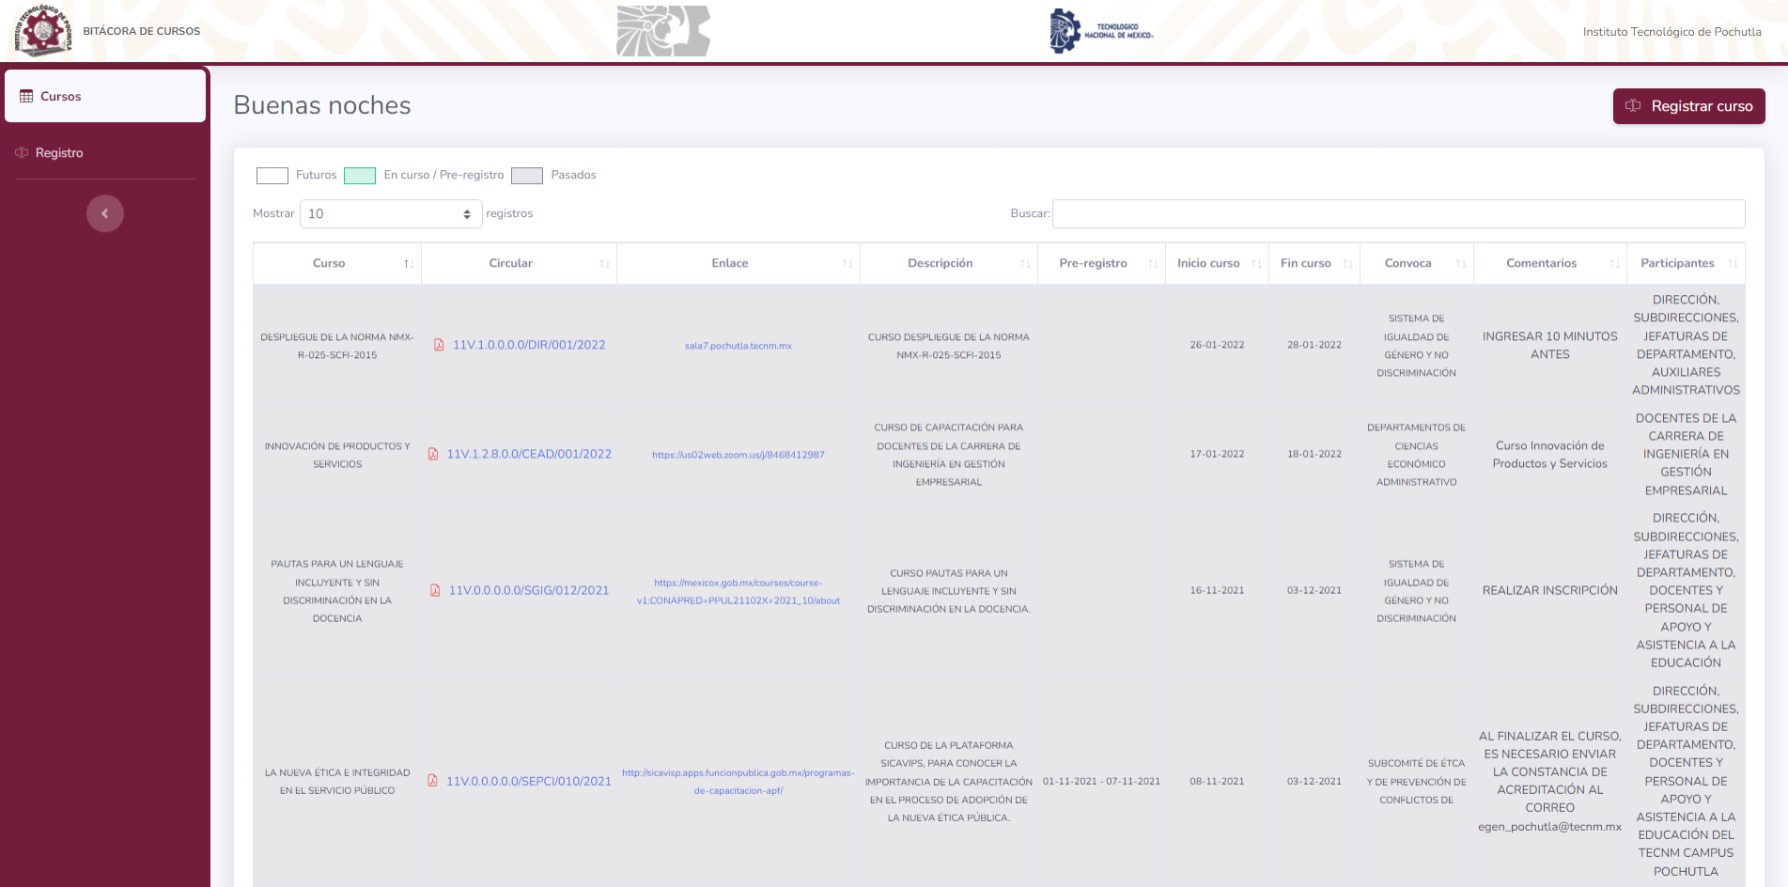 INSTITUTO TECNOLÓGICO DE POCHUTLA
BITÁCORA DE CURSOS
TECNOLÓGICO
NACIONAL DE MÉXICO®
Instituto Tecnológico de Pochutla
Cursos
Registro
Buenas noches
Registrar curso
Futuros
En curso / Pre-registro
Pasados
Mostrar 10 registros
Buscar:
Curso Circular Enlace Descripción Pre-registro Inicio curso Fin curso Convoca Comentarios Participantes
DESPLIEGUE DE LA NORMA NMX-
R-025-SCFI-2015
11V.1.0.0.0.0/DIR/001/2022
sala7.pochutla.tecnm.mx
CURSO DESPLIEGUE DE LA NORMA
NMX-R-025-SCFI-2015
26-01-2022
28-01-2022
SISTEMA DE
IGUALDAD DE
GÉNERO Y NO
DISCRIMINACIÓN
INGRESAR 10 MINUTOS
ANTES
DIRECCIÓN,
SUBDIRECCIONES,
JEFATURAS DE
DEPARTAMENTO,
AUXILIARES
ADMINISTRATIVOS
INNOVACIÓN DE PRODUCTOS Y
SERVICIOS
11V.1.2.8.0.0/CEAD/001/2022
https://us02web.zoom.us/j/8468412987
CURSO DE CAPACITACIÓN PARA
DOCENTES DE LA CARRERA DE
INGENIERÍA EN GESTIÓN
EMPRESARIAL
17-01-2022
18-01-2022
DEPARTAMENTOS DE
CIENCIAS
ECONÓMICO
ADMINISTRATIVO
Curso Innovación de
Productos y Servicios
DOCENTES DE LA
CARRERA DE
INGENIERÍA EN
GESTIÓN
EMPRESARIAL
PAUTAS PARA UN LENGUAJE
INCLUYENTE Y SIN
DISCRIMINACIÓN EN LA
DOCENCIA
11V.0.0.0.0.0/SGIG/012/2021
https://mexicox.gob.mx/courses/course-
v1:CONAPRED+PPUL21102X+2021_10/about
CURSO PAUTAS PARA UN
LENGUAJE INCLUYENTE Y SIN
DISCRIMINACIÓN EN LA DOCENCIA.
16-11-2021
03-12-2021
SISTEMA DE
IGUALDAD DE
GÉNERO Y NO
DISCRIMINACIÓN
REALIZAR INSCRIPCIÓN
DIRECCIÓN,
SUBDIRECCIONES,
JEFATURAS DE
DEPARTAMENTO,
DOCENTES Y
PERSONAL DE
APOYO Y
ASISTENCIA A LA
EDUCACIÓN
LA NUEVA ÉTICA E INTEGRIDAD
EN EL SERVICIO PÚBLICO
11V.0.0.0.0.0/SEPCI/010/2021
http://sicavisp.apps.funcionpublica.gob.mx/programas-
de-capacitacion-apf/
CURSO DE LA PLATAFORMA
SICAVIPS, PARA CONOCER LA
IMPORTANCIA DE LA CAPACITACIÓN
EN EL PROCESO DE ADOPCIÓN DE
LA NUEVA ÉTICA PÚBLICA.
01-11-2021 - 07-11-2021
08-11-2021
03-12-2021
SUBCOMITÉ DE ÉTCA
Y DE PREVENCIÓN DE
CONFLICTOS DE
AL FINALIZAR EL CURSO,
ES NECESARIO ENVIAR
LA CONSTANCIA DE
ACREDITACIÓN AL
CORREO
egen_pochutla@tecnm.mx
DIRECCIÓN,
SUBDIRECCIONES,
JEFATURAS DE
DEPARTAMENTO,
DOCENTES Y
PERSONAL DE
APOYO Y
ASISTENCIA A LA
EDUCACIÓN DEL
TECNM CAMPUS
POCHUTLA